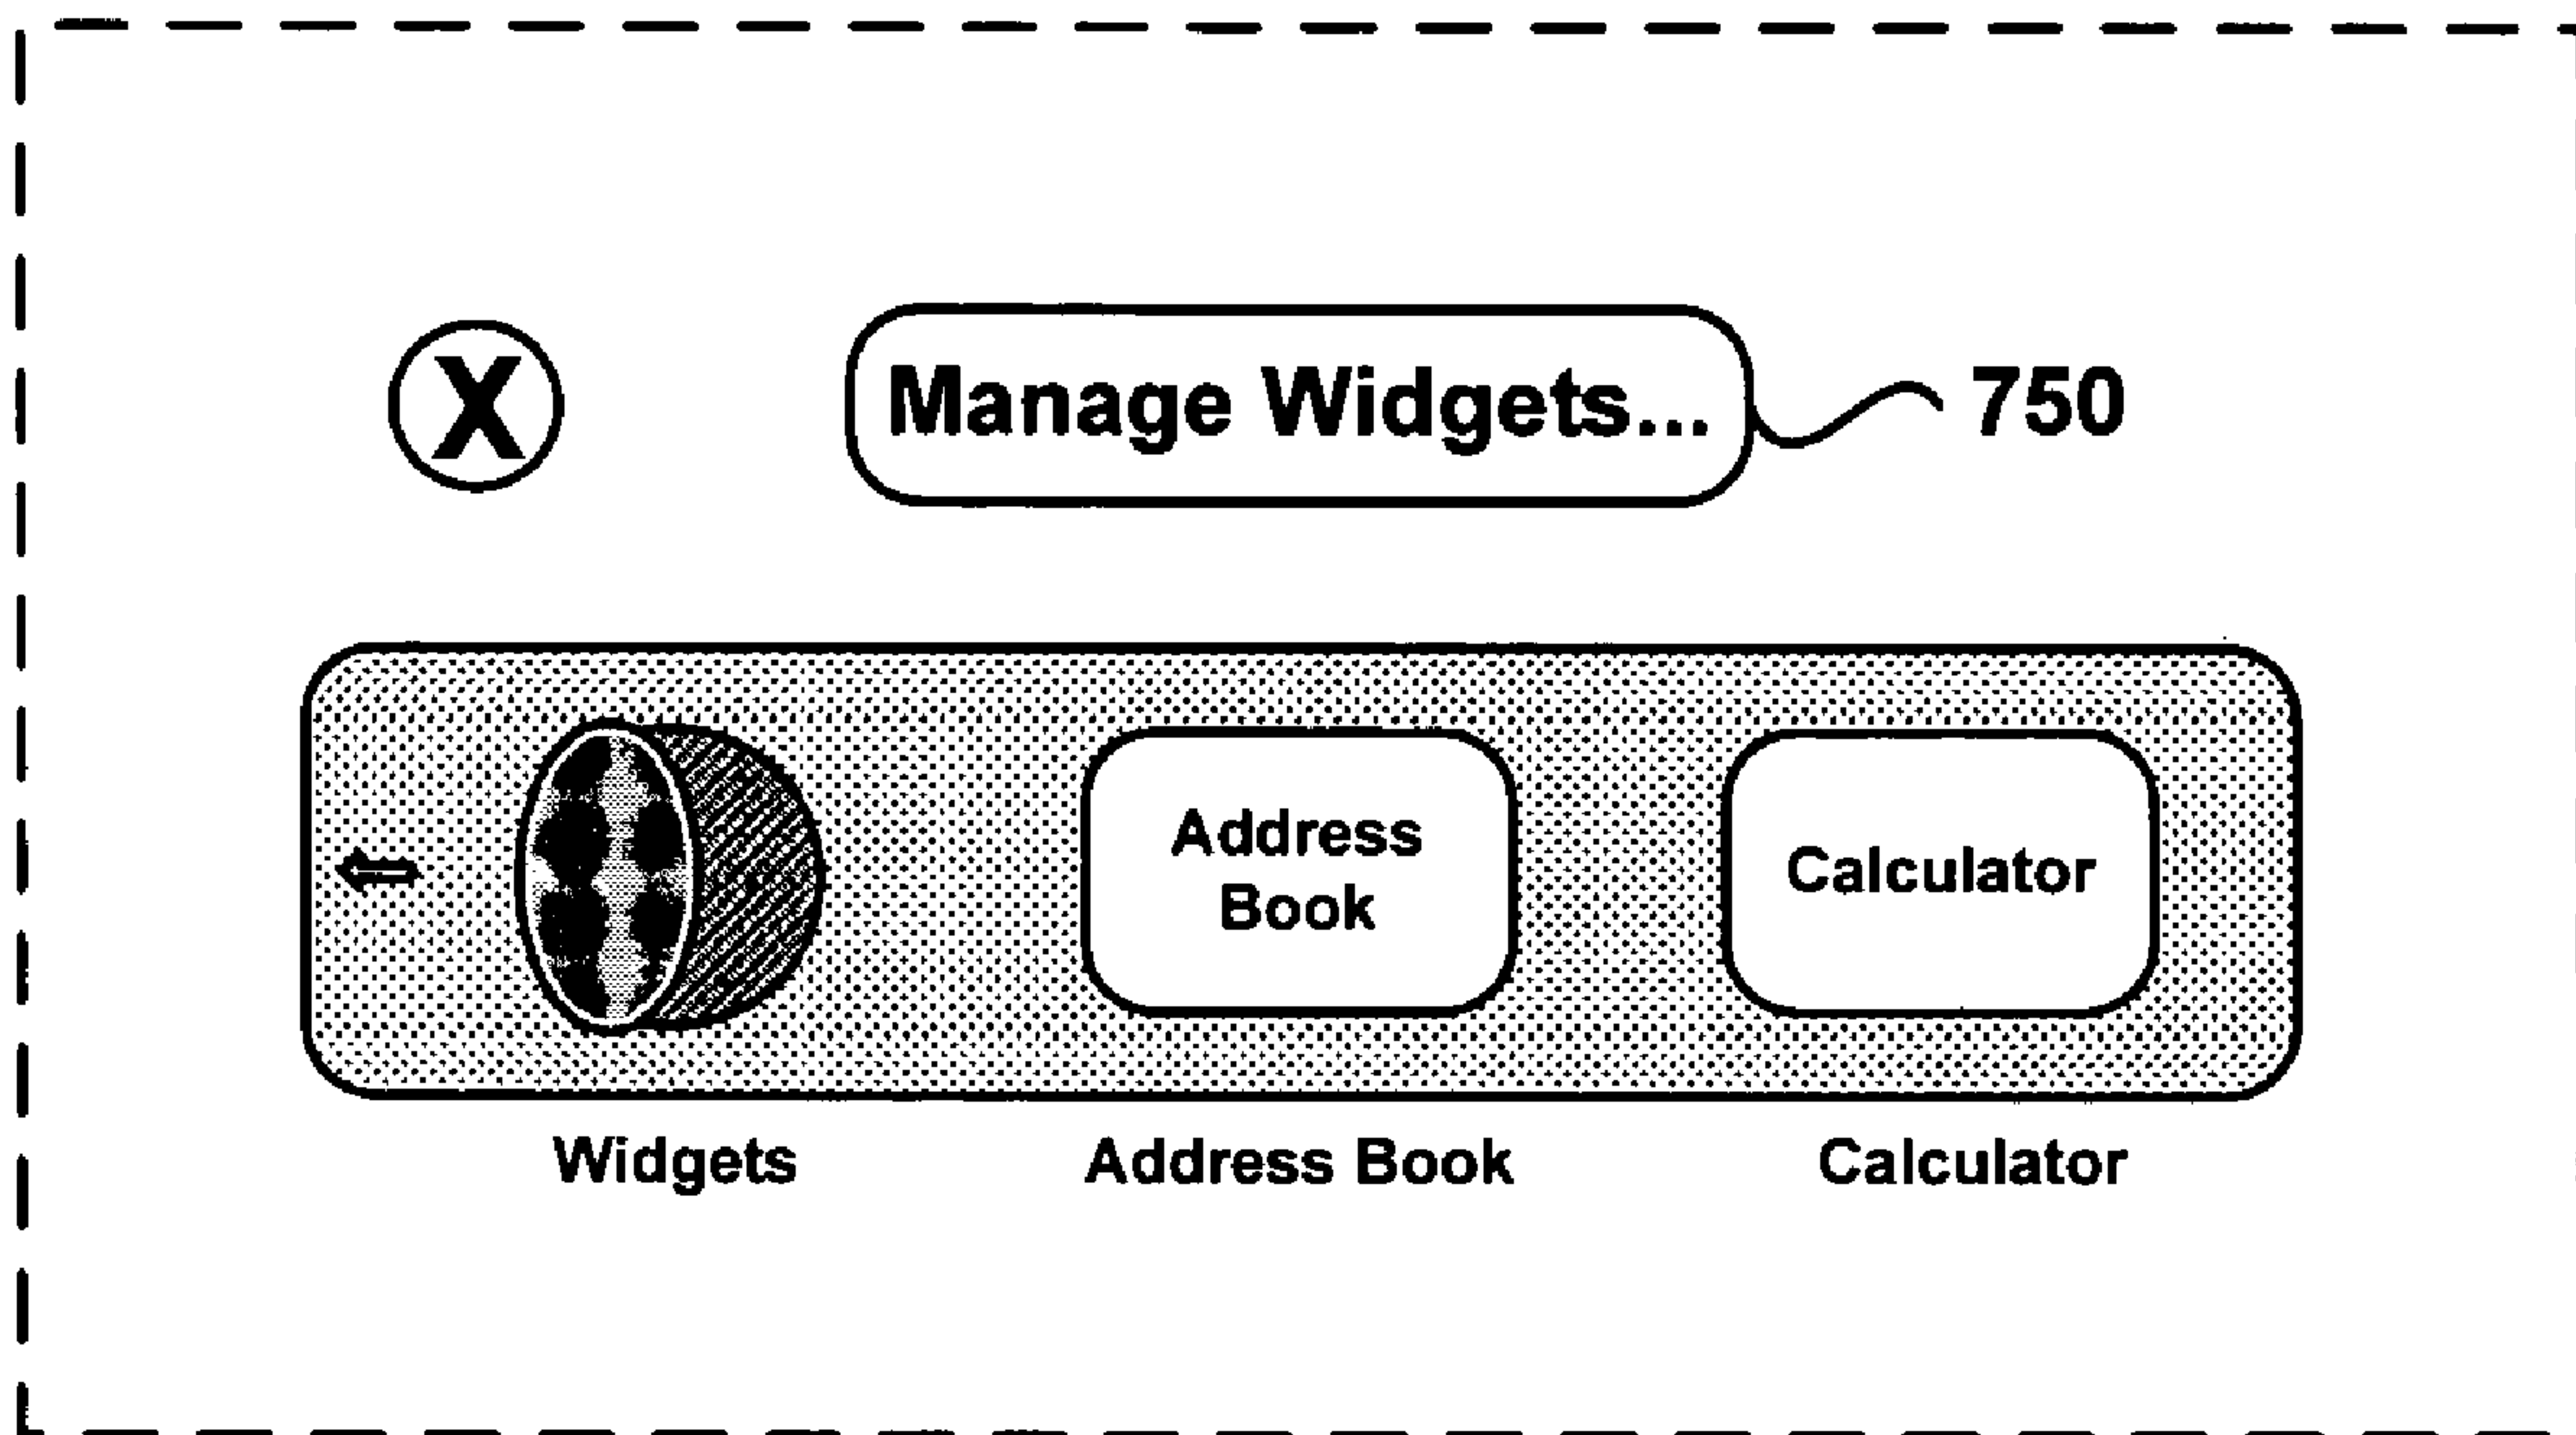 X
Manage Widgets...
750
Address
Book
Calculator
Widgets
Address Book
Calculator